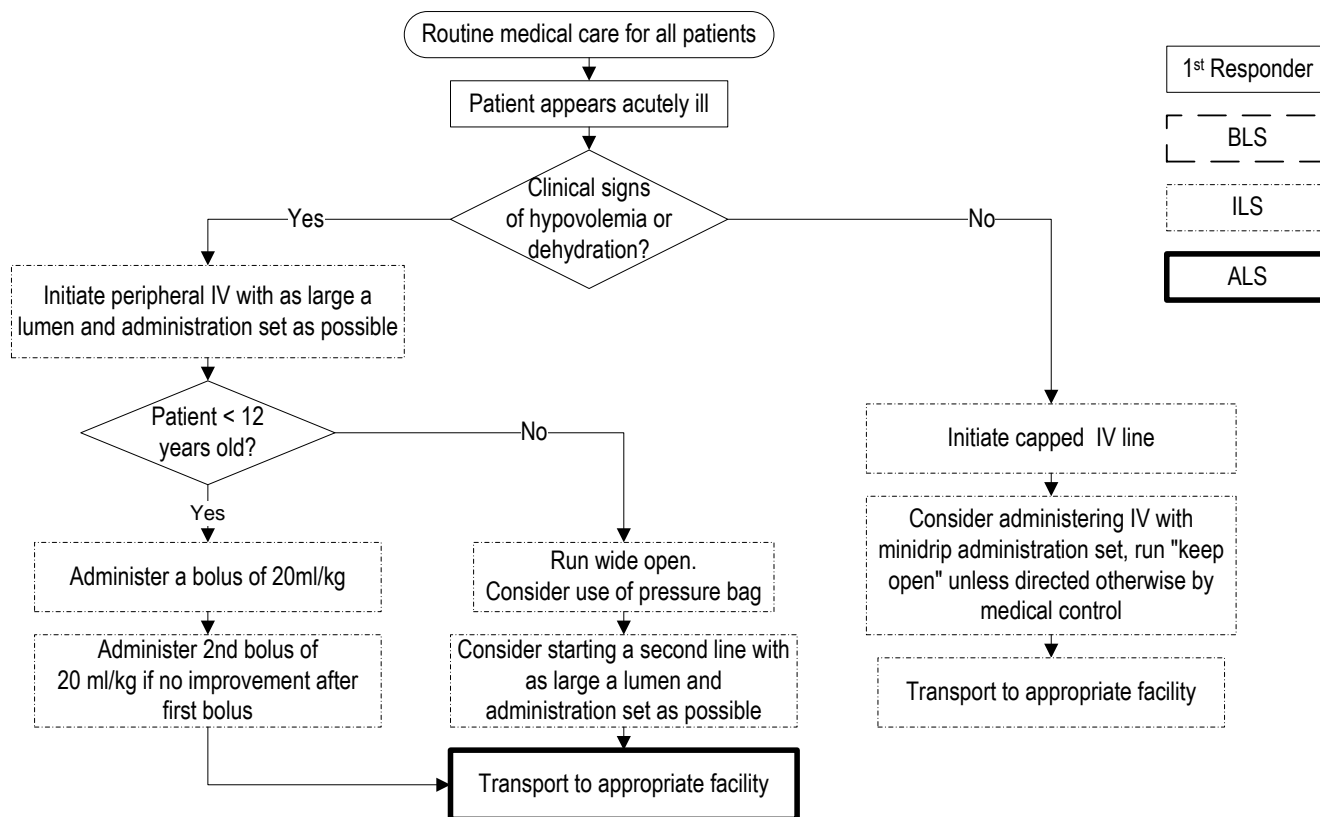 Routine medical care for all patients
Patient appears acutely ill
Clinical signs
of hypovolemia or
dehydration?
Yes
No
Initiate peripheral IV with as large a
lumen and administration set as possible
Patient < 12
years old?
No
Yes
Administer a bolus of 20ml/kg
Administer 2nd bolus of
20 ml/kg if no improvement after
first bolus
Run wide open.
Consider use of pressure bag
Consider starting a second line with
as large a lumen and
administration set as possible
Transport to appropriate facility
Initiate capped IV line
Consider administering IV with
minidrip administration set, run "keep
open" unless directed otherwise by
medical control
Transport to appropriate facility
1st Responder
BLS
ILS
ALS